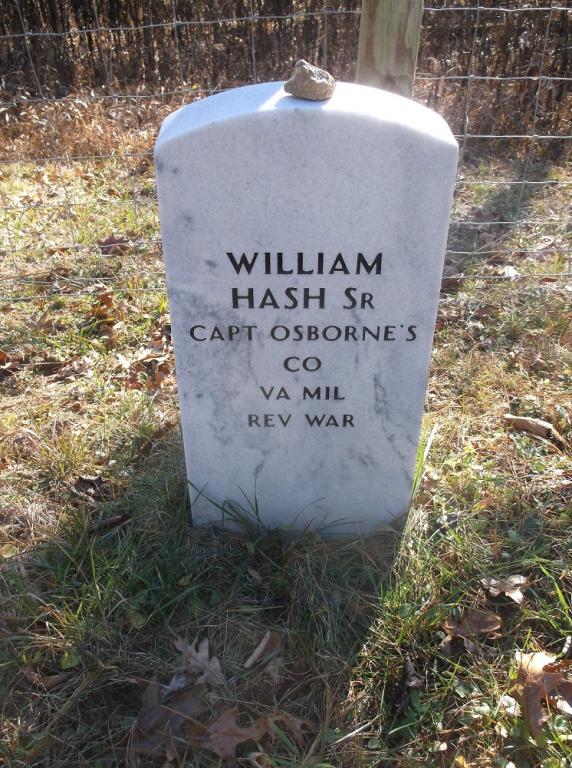 WILLIAM
HASH Sr
CAPT OSBORNE'S
CO
VA MIL
REV WAR